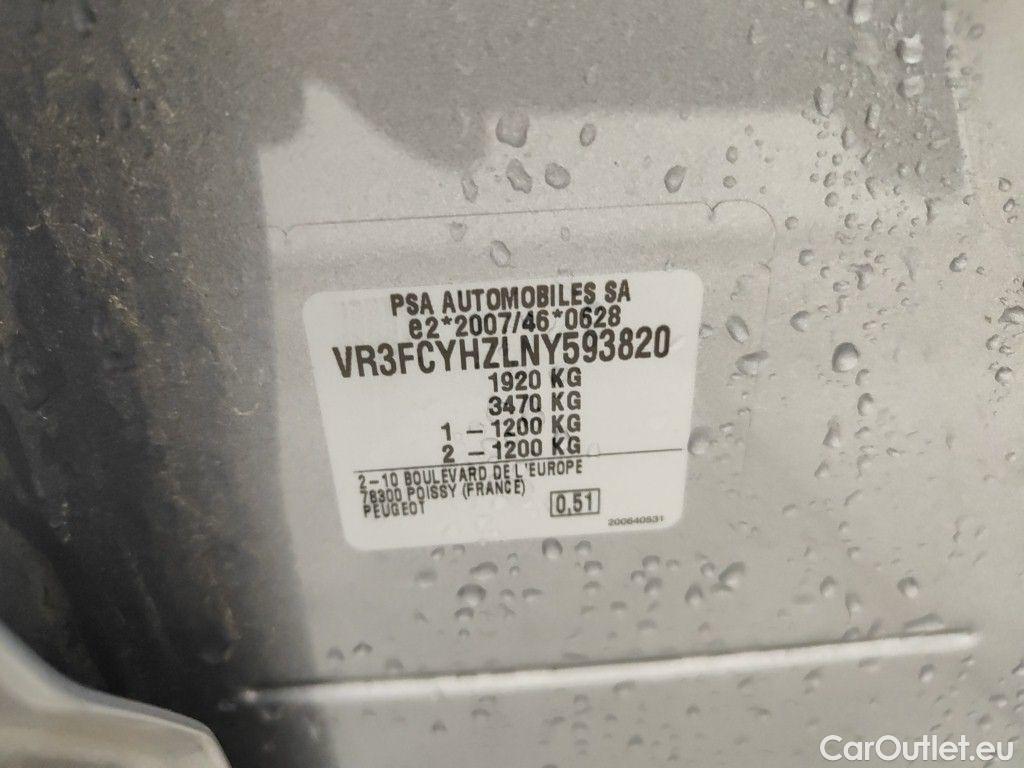 PSA AUTOMOBILES SA
e2*2007/46*0628
VR3FCYHZLNY593820
1920 KG
3470 KG
1 - 1200 KG
2 - 1200 KG
2-10 BOULEVARD DE L'EUROPE
78300 POISSY (FRANCE)
PEUGEOT
0,51
200640531
CarOutlet.eu